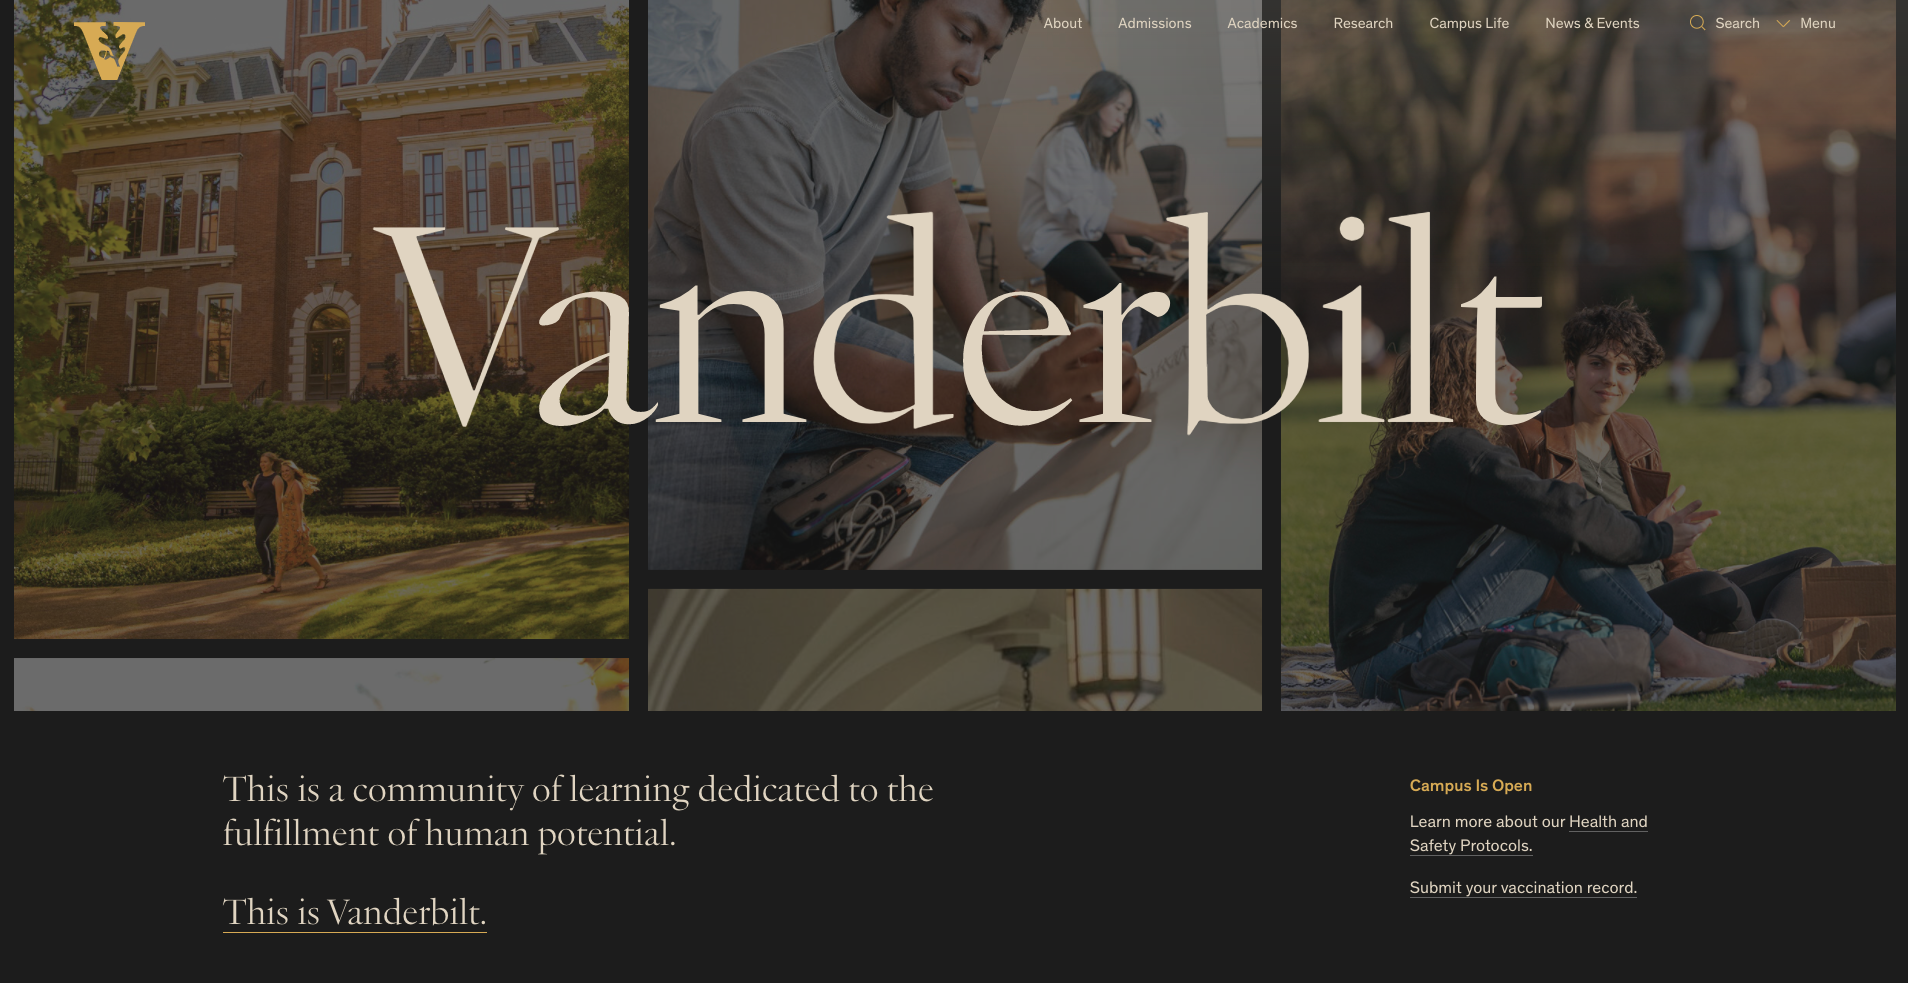 About Admissions Academics Research Campus Life News & Events Search Menu
Vanderbilt
This is a community of learning dedicated to the
fulfillment of human potential.
This is Vanderbilt.
Campus Is Open
Learn more about our Health and
Safety Protocols.
Submit your vaccination record.